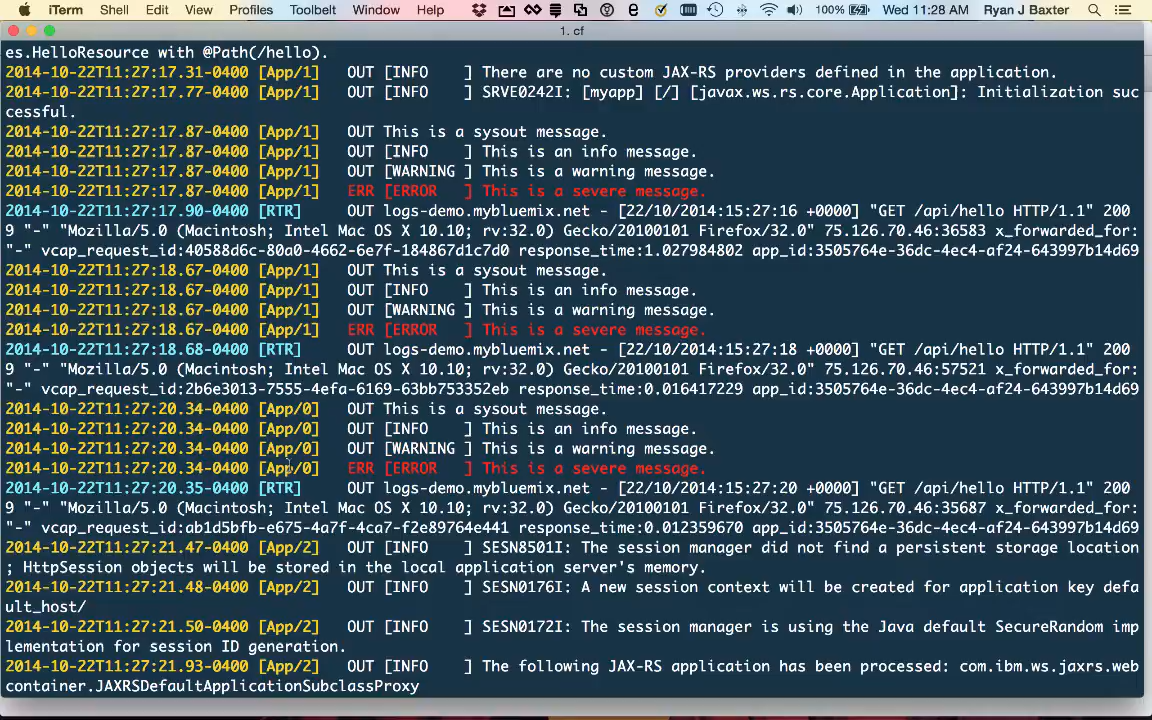 iTerm Shell Edit View Profiles Toolbelt Window Help 100% Wed 11:28 AM Ryan J Baxter
1. cf
es.HelloResource with @Path(/hello).
2014-10-22T11:27:17.31-0400 [App/1]   OUT [INFO    ] There are no custom JAX-RS providers defined in the application.
2014-10-22T11:27:17.77-0400 [App/1]   OUT [INFO    ] SRVE0242I: [myapp] [/] [javax.ws.rs.core.Application]: Initialization suc
cessful.
2014-10-22T11:27:17.87-0400 [App/1]   OUT This is a sysout message.
2014-10-22T11:27:17.87-0400 [App/1]   OUT [INFO    ] This is an info message.
2014-10-22T11:27:17.87-0400 [App/1]   OUT [WARNING ] This is a warning message.
2014-10-22T11:27:17.87-0400 [App/1]   ERR [ERROR   ] This is a severe message.
2014-10-22T11:27:17.90-0400 [RTR]     OUT logs-demo.mybluemix.net - [22/10/2014:15:27:16 +0000] "GET /api/hello HTTP/1.1" 200
9 "-" "Mozilla/5.0 (Macintosh; Intel Mac OS X 10.10; rv:32.0) Gecko/20100101 Firefox/32.0" 75.126.70.46:36583 x_forwarded_for:
"-" vcap_request_id:40588d6c-80a0-4662-6e7f-184867d1c7d0 response_time:1.027984802 app_id:3505764e-36dc-4ec4-af24-643997b14d69
2014-10-22T11:27:18.67-0400 [App/1]   OUT This is a sysout message.
2014-10-22T11:27:18.67-0400 [App/1]   OUT [INFO    ] This is an info message.
2014-10-22T11:27:18.67-0400 [App/1]   OUT [WARNING ] This is a warning message.
2014-10-22T11:27:18.67-0400 [App/1]   ERR [ERROR   ] This is a severe message.
2014-10-22T11:27:18.68-0400 [RTR]     OUT logs-demo.mybluemix.net - [22/10/2014:15:27:18 +0000] "GET /api/hello HTTP/1.1" 200
9 "-" "Mozilla/5.0 (Macintosh; Intel Mac OS X 10.10; rv:32.0) Gecko/20100101 Firefox/32.0" 75.126.70.46:57521 x_forwarded_for:
"-" vcap_request_id:2b6e3013-7555-4efa-6169-63bb753352eb response_time:0.016417229 app_id:3505764e-36dc-4ec4-af24-643997b14d69
2014-10-22T11:27:20.34-0400 [App/0]   OUT This is a sysout message.
2014-10-22T11:27:20.34-0400 [App/0]   OUT [INFO    ] This is an info message.
2014-10-22T11:27:20.34-0400 [App/0]   OUT [WARNING ] This is a warning message.
2014-10-22T11:27:20.34-0400 [App/0]   ERR [ERROR   ] This is a severe message.
2014-10-22T11:27:20.35-0400 [RTR]     OUT logs-demo.mybluemix.net - [22/10/2014:15:27:20 +0000] "GET /api/hello HTTP/1.1" 200
9 "-" "Mozilla/5.0 (Macintosh; Intel Mac OS X 10.10; rv:32.0) Gecko/20100101 Firefox/32.0" 75.126.70.46:35687 x_forwarded_for:
"-" vcap_request_id:ab1d5bfb-e675-4a7f-4ca7-f2e89764e441 response_time:0.012359670 app_id:3505764e-36dc-4ec4-af24-643997b14d69
2014-10-22T11:27:21.47-0400 [App/2]   OUT [INFO    ] SESN8501I: The session manager did not find a persistent storage location
; HttpSession objects will be stored in the local application server's memory.
2014-10-22T11:27:21.48-0400 [App/2]   OUT [INFO    ] SESN0176I: A new session context will be created for application key defa
ult_host/
2014-10-22T11:27:21.50-0400 [App/2]   OUT [INFO    ] SESN0172I: The session manager is using the Java default SecureRandom imp
lementation for session ID generation.
2014-10-22T11:27:21.93-0400 [App/2]   OUT [INFO    ] The following JAX-RS application has been processed: com.ibm.ws.jaxrs.web
container.JAXRSDefaultApplicationSubclassProxy